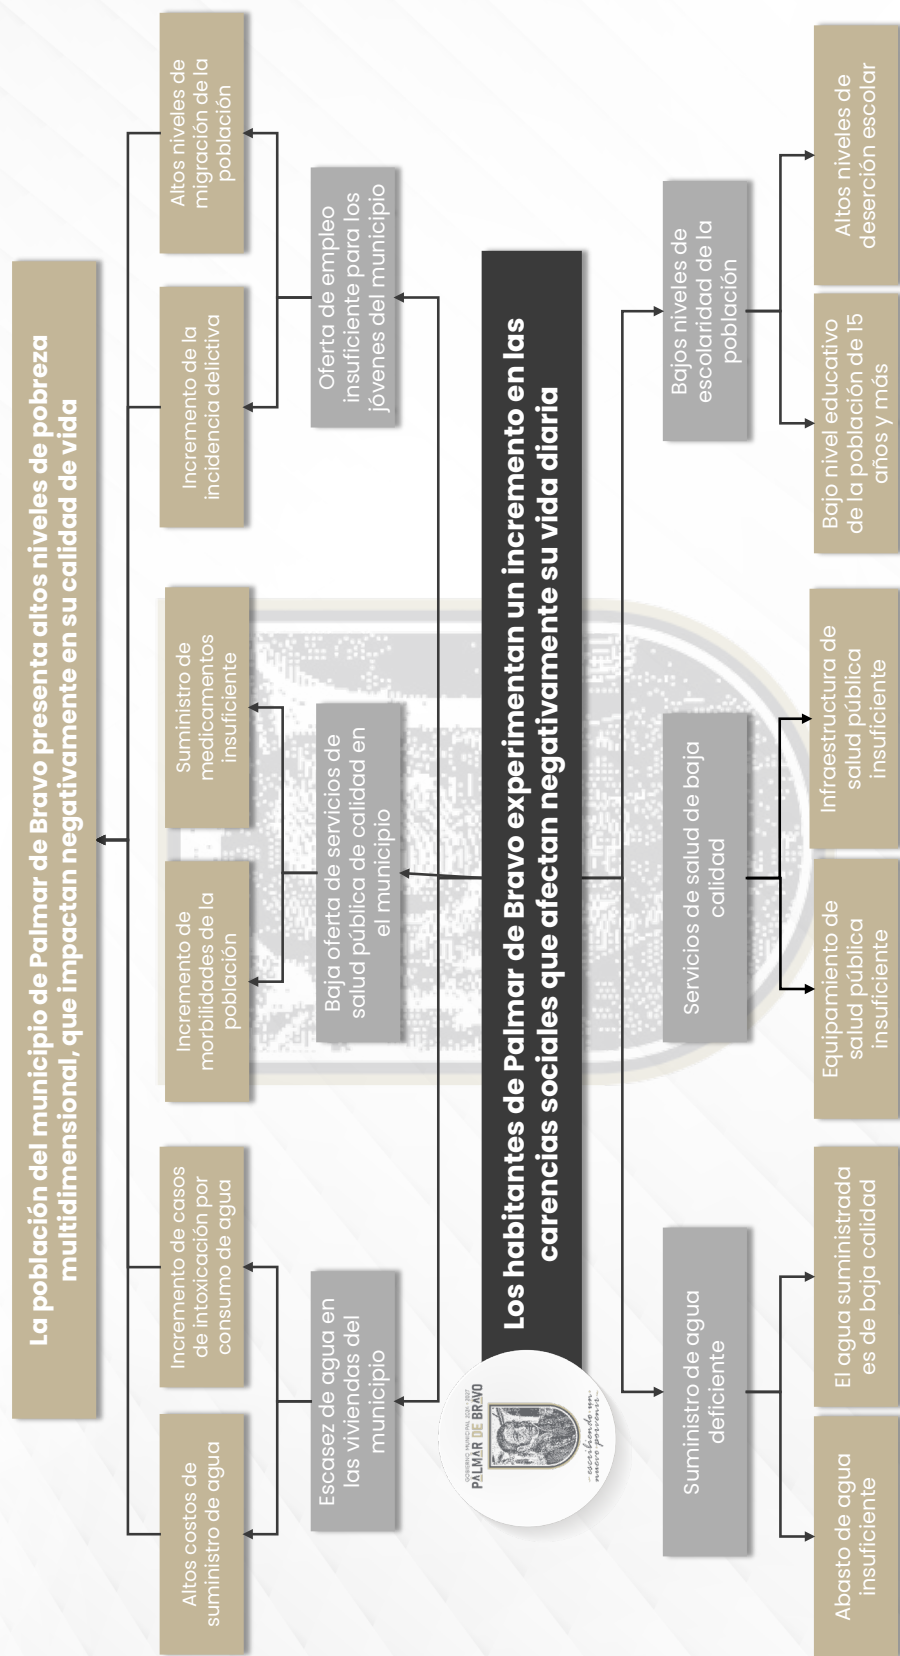 La población del municipio de Palmar de Bravo presenta altos niveles de pobreza
multidimensional, que impactan negativamente en su calidad de vida
Altos costos de
suministro de agua
Incremento de casos
de intoxicación por
consumo de agua
Incremento de
morbilidades de la
población
Suministro de
medicamentos
insuficiente
Incremento de la
incidencia delictiva
Altos niveles de
migración de la
población
Escasez de agua en
las viviendas del
municipio
Baja oferta de servicios de
salud pública de calidad en
el municipio
Oferta de empleo
insuficiente para los
jóvenes del municipio
GOBIERNO MUNICIPAL 2024 - 2027
PALMAR DE BRAVO
-escribiendo un-
nuevo porvenir-
Los habitantes de Palmar de Bravo experimentan un incremento en las
carencias sociales que afectan negativamente su vida diaria
Suministro de agua
deficiente
Servicios de salud de baja
calidad
Bajos niveles de
escolaridad de la
población
Abasto de agua
insuficiente
El agua suministrada
es de baja calidad
Equipamiento de
salud pública
insuficiente
Infraestructura de
salud pública
insuficiente
Bajo nivel educativo
de la población de 15
años y más
Altos niveles de
deserción escolar